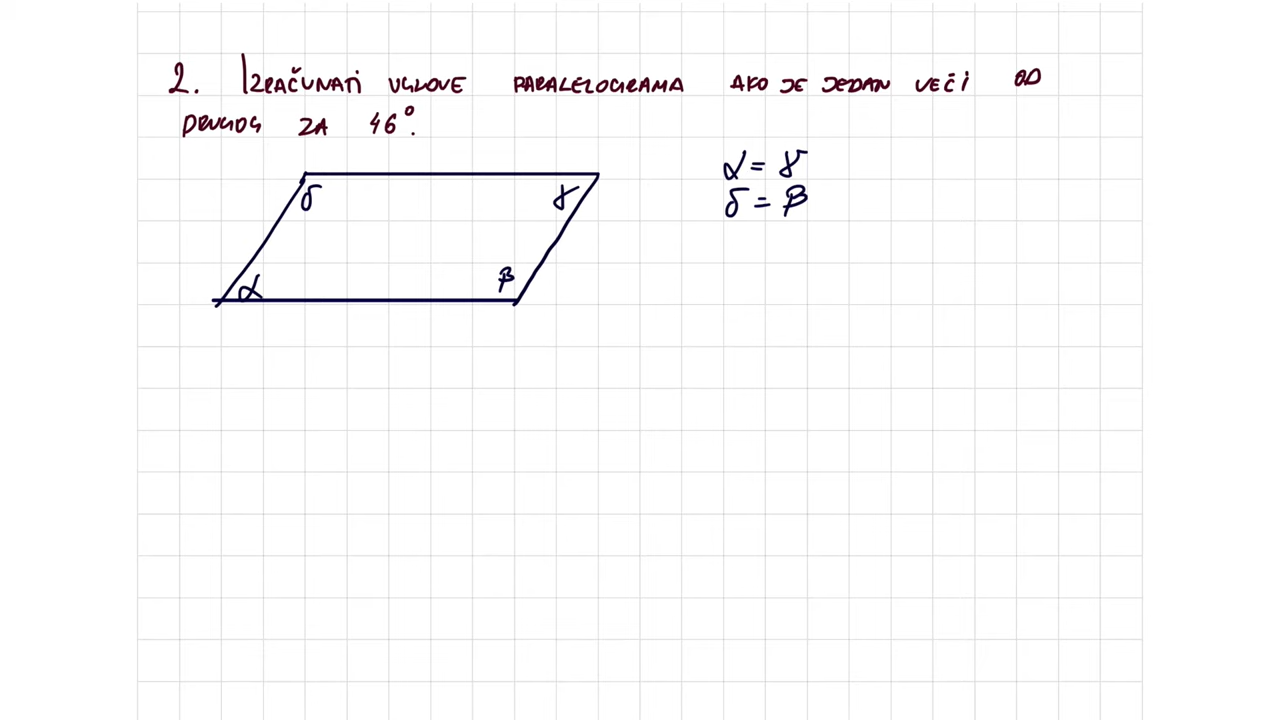 2. IZRAČUNATI UGLOVE PARALELOGRAMA AKO JE JEDAN VEĆI OD
DRUGOG ZA 46°.
α = γ
δ = β
δ γ
α β